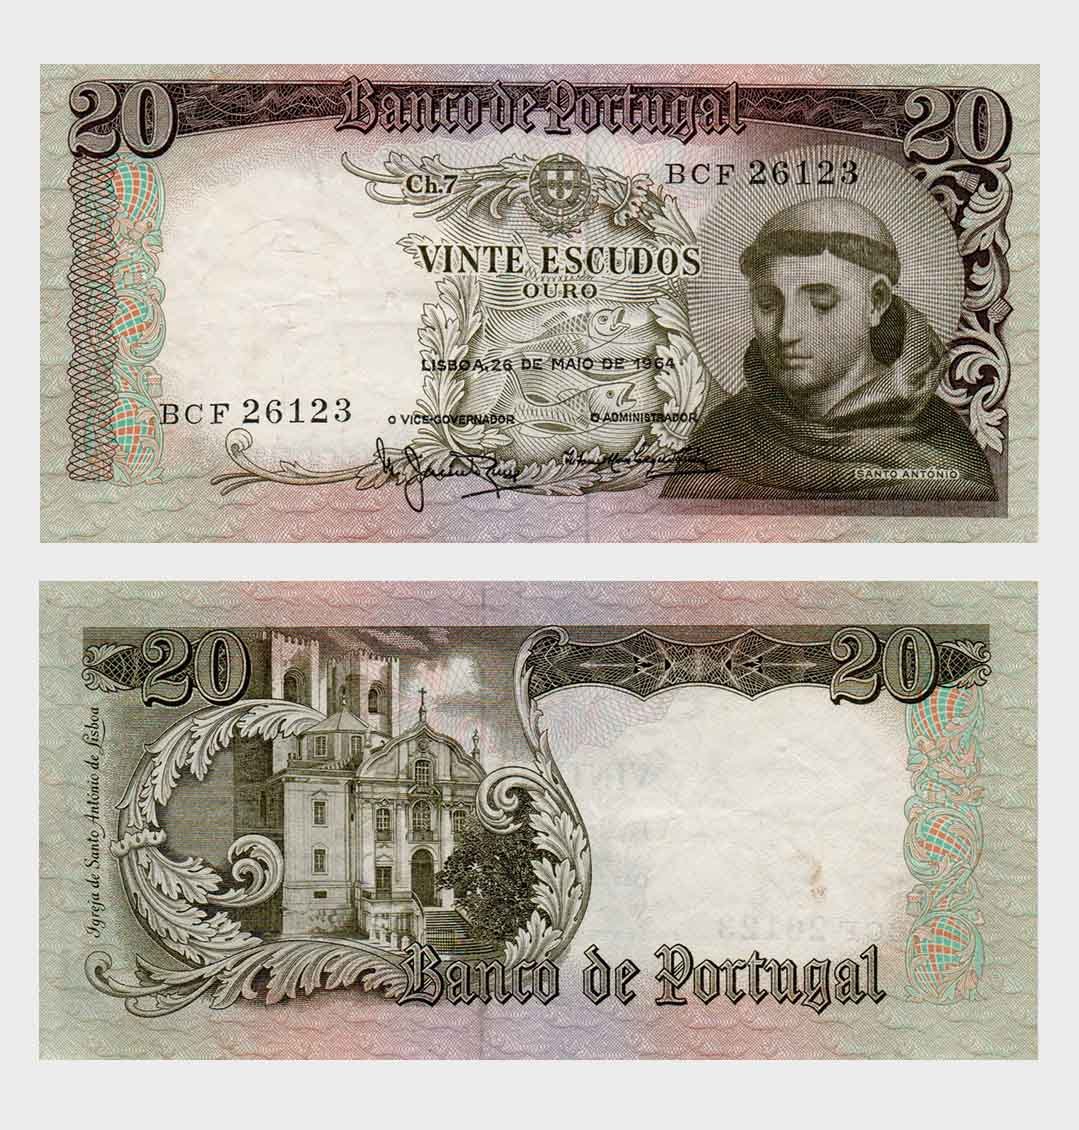 20 Banco de Portugal 20
BCF 26123
Ch.7
VINTE ESCUDOS
OURO
LISBOA, 26 DE MAIO DE 1964
BCF 26123
O VICE-GOVERNADOR
O ADMINISTRADOR
SANTO ANTÓNIO
20
20
Igreja de Santo António de Lisboa
Banco de Portugal